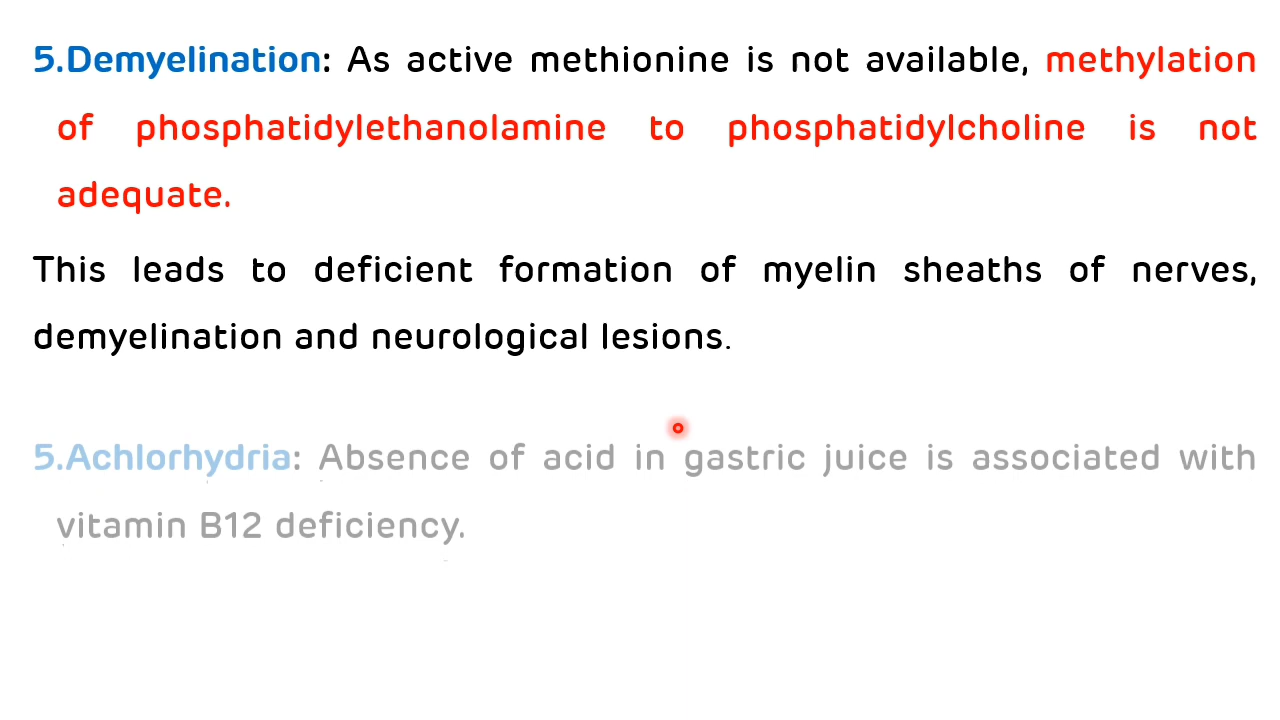 5.Demyelination: As active methionine is not available, methylation
of phosphatidylethanolamine to phosphatidylcholine is not
adequate.
This leads to deficient formation of myelin sheaths of nerves,
demyelination and neurological lesions.
5.Achlorhydria: Absence of acid in gastric juice is associated with
vitamin B12 deficiency.